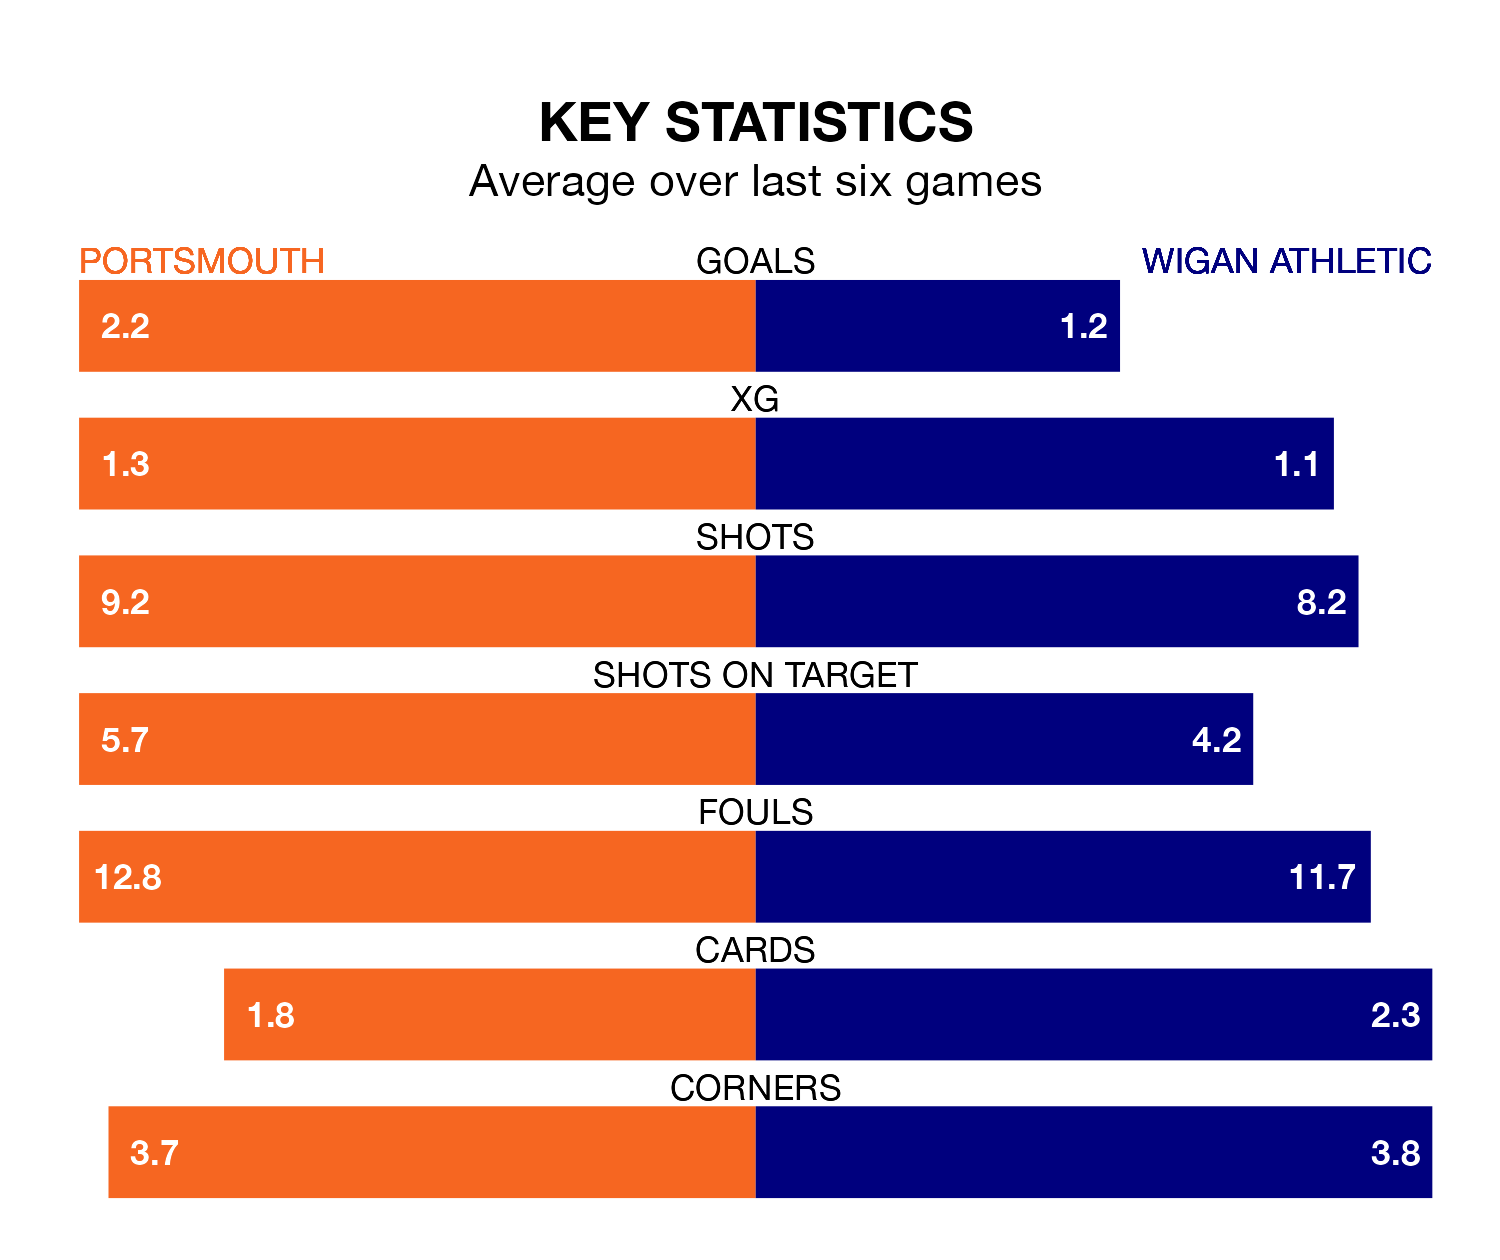 KEY STATISTICS
Average over last six games
PORTSMOUTH GOALS WIGAN ATHLETIC
2.2 1.2
XG
1.3 1.1
SHOTS
9.2 8.2
SHOTS ON TARGET
5.7 4.2
FOULS
12.8 11.7
CARDS
1.8 2.3
CORNERS
3.7 3.8